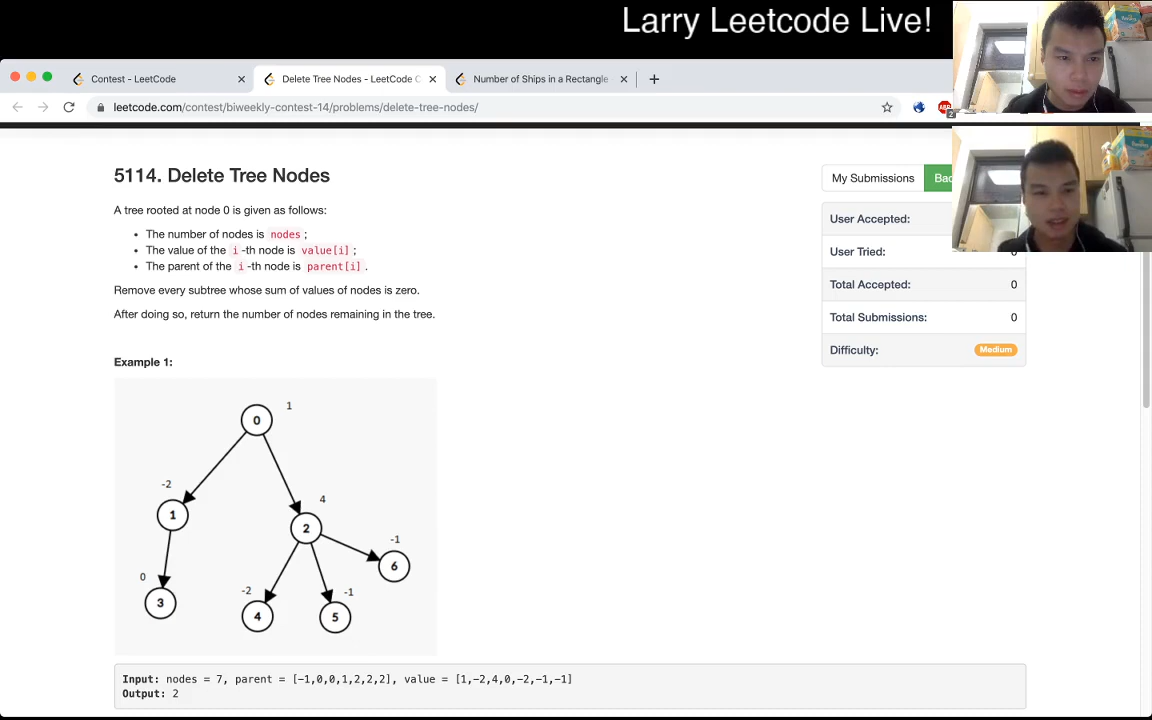 Larry Leetcode Live!
Contest - LeetCode
Delete Tree Nodes - LeetCode C
Number of Ships in a Rectangle
leetcode.com/contest/biweekly-contest-14/problems/delete-tree-nodes/
ABP
2
5114. Delete Tree Nodes
My Submissions
Bac
A tree rooted at node 0 is given as follows:
The number of nodes is nodes ;
The value of the i -th node is value[i] ;
The parent of the i -th node is parent[i] .
Remove every subtree whose sum of values of nodes is zero.
After doing so, return the number of nodes remaining in the tree.
User Accepted:
User Tried: 0
Total Accepted: 0
Total Submissions: 0
Difficulty: Medium
Example 1:
1
0
-2
4
1
2
-1
6
0
-2
-1
3
4
5
Input: nodes = 7, parent = [-1,0,0,1,2,2,2], value = [1,-2,4,0,-2,-1,-1]
Output: 2